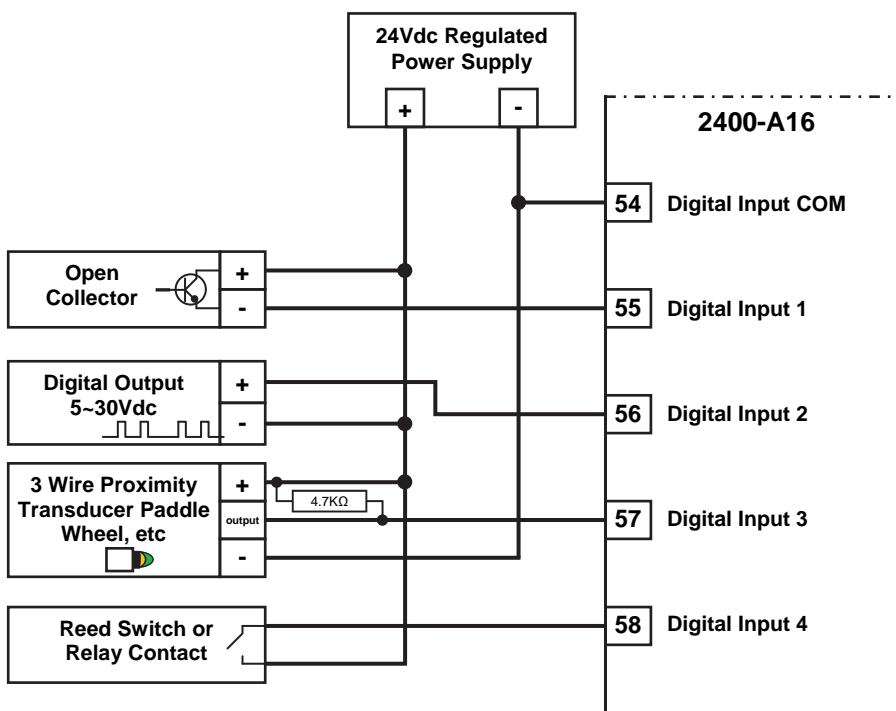 24Vdc Regulated
Power Supply
+
-
2400-A16
54
Digital Input COM
Open
Collector
+
-
55
Digital Input 1
Digital Output
5~30Vdc
+
-
56
Digital Input 2
3 Wire Proximity
Transducer Paddle
Wheel, etc
+
output
-
4.7KΩ
57
Digital Input 3
Reed Switch or
Relay Contact
58
Digital Input 4